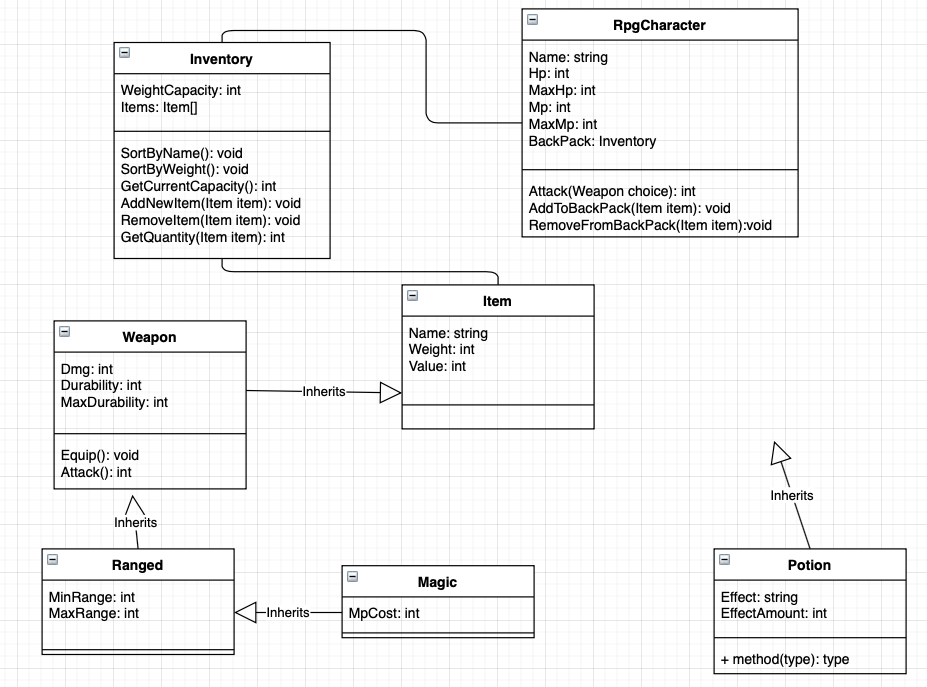 Inventory
WeightCapacity: int
Items: Item[]
SortByName(): void
SortByWeight(): void
GetCurrentCapacity(): int
AddNewItem(Item item): void
RemoveItem(Item item): void
GetQuantity(Item item): int
RpgCharacter
Name: string
Hp: int
MaxHp: int
Mp: int
MaxMp: int
BackPack: Inventory
Attack(Weapon choice): int
AddToBackPack(Item item): void
RemoveFromBackPack(Item item):void
Item
Name: string
Weight: int
Value: int
Weapon
Dmg: int
Durability: int
MaxDurability: int
Equip(): void
Attack(): int
Inherits
Inherits
Ranged
MinRange: int
MaxRange: int
Inherits
Magic
MpCost: int
Inherits
Potion
Effect: string
EffectAmount: int
+ method(type): type